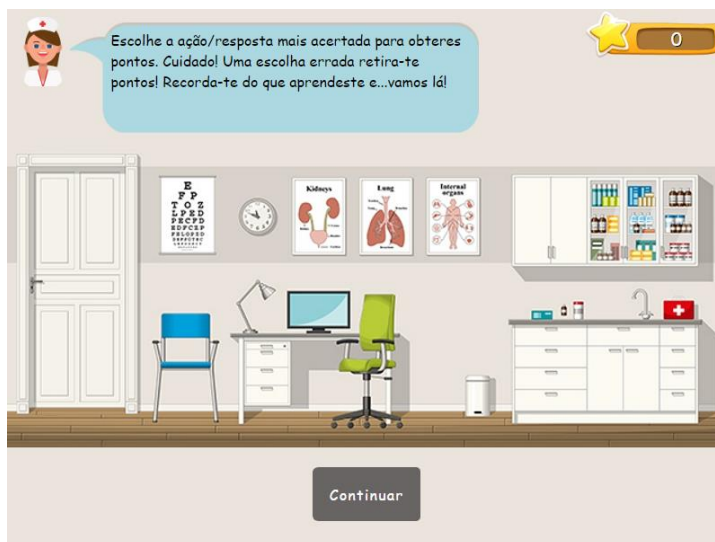 Escolhe a ação/resposta mais acertada para obteres
pontos. Cuidado! Uma escolha errada retira-te
pontos! Recorda-te do que aprendeste e...vamos lá!
0
E
F P
T O Z
L P E D
P E C F D
E D F C Z P
Kidneys
Lung
Internal
organs
Continuar